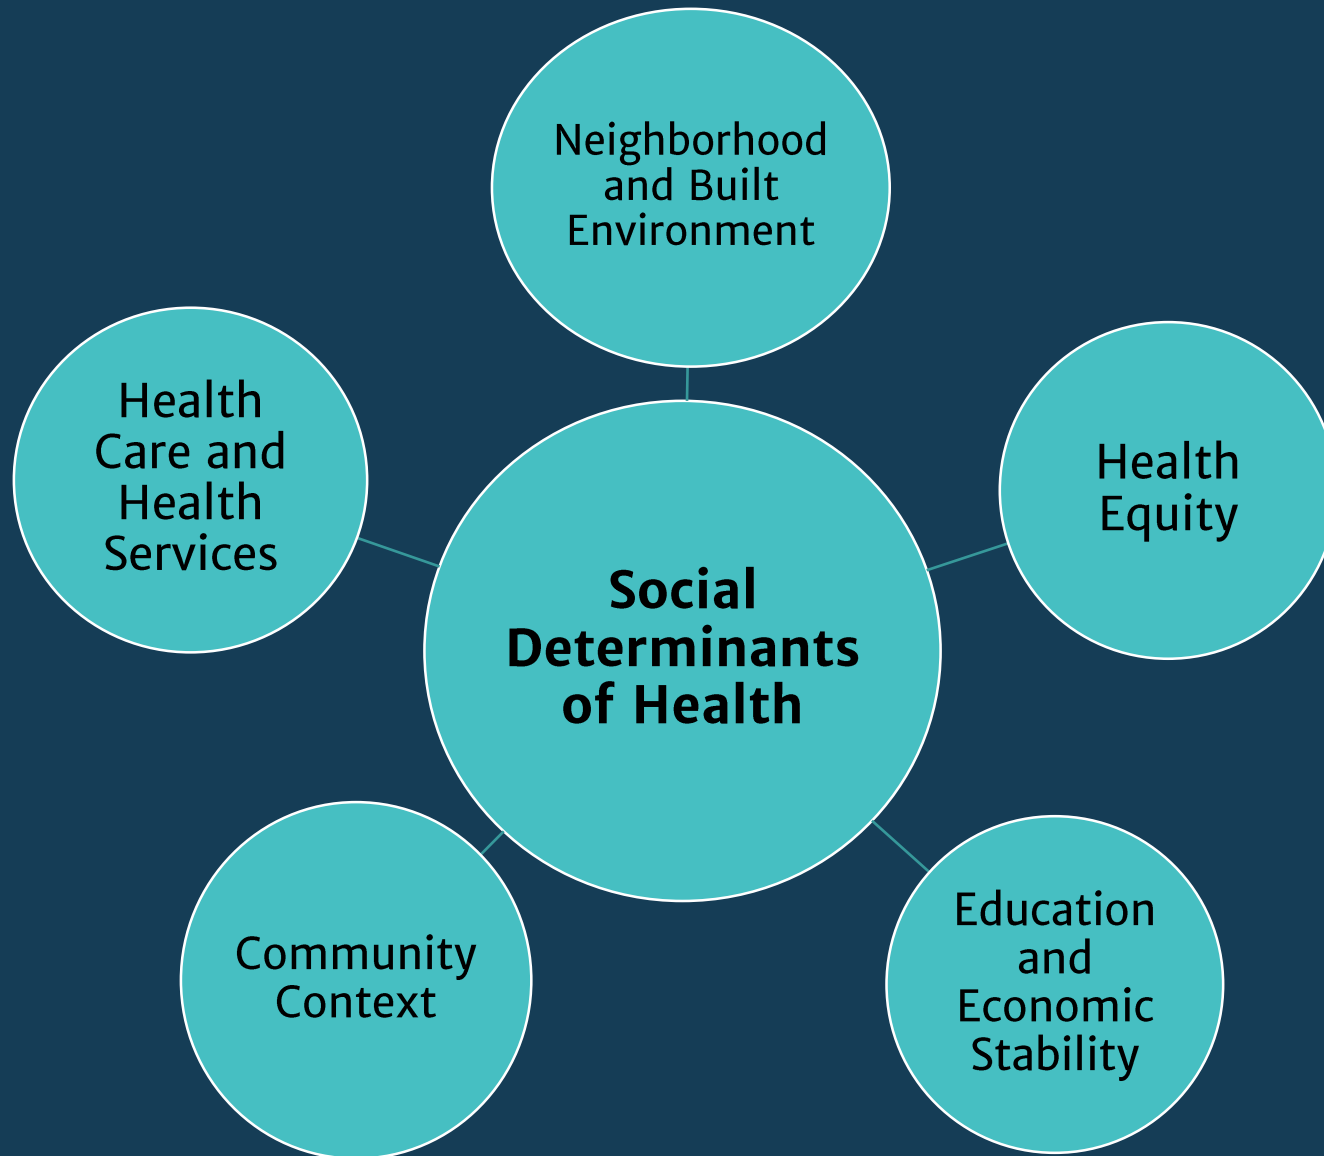 Neighborhood
and Built
Environment
Health
Care and
Health
Services
Health
Equity
Social
Determinants
of Health
Community
Context
Education
and
Economic
Stability